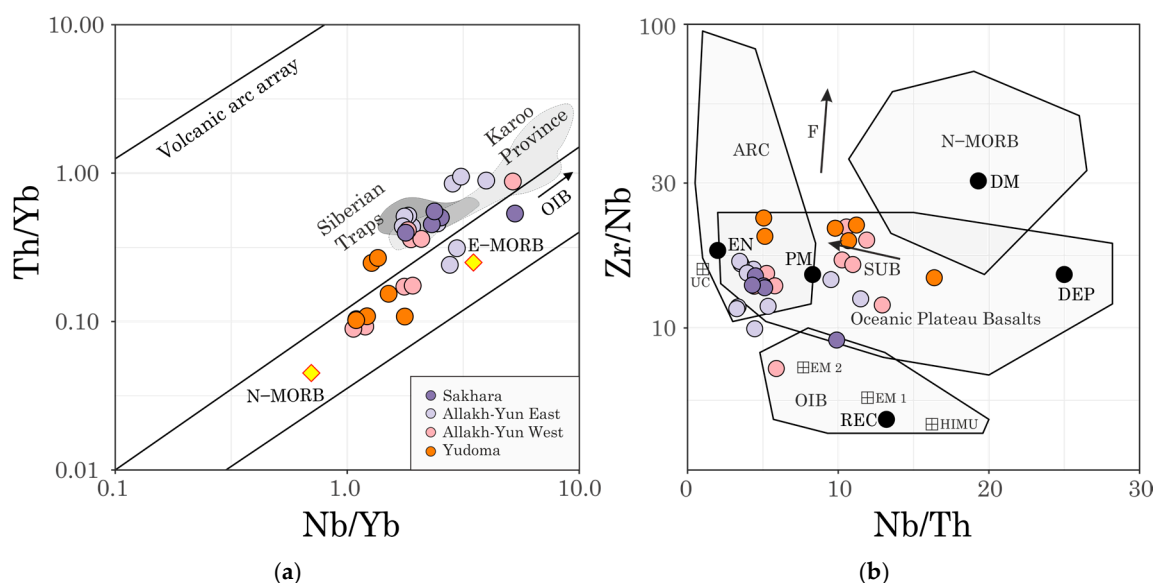 10.00
1.00
0.10
0.01
Th/Yb
Volcanic arc array
Karoo
Province
Siberian
Traps
OIB
E–MORB
N–MORB
Sakhara
Allakh-Yun East
Allakh-Yun West
Yudoma
0.1
1.0
10.0
Nb/Yb
(a)
100
30
10
Zr/Nb
ARC
F
N–MORB
DM
EN
PM
SUB
UC
DEP
Oceanic Plateau Basalts
EM 2
OIB
EM 1
REC
HIMU
0
10
20
30
Nb/Th
(b)